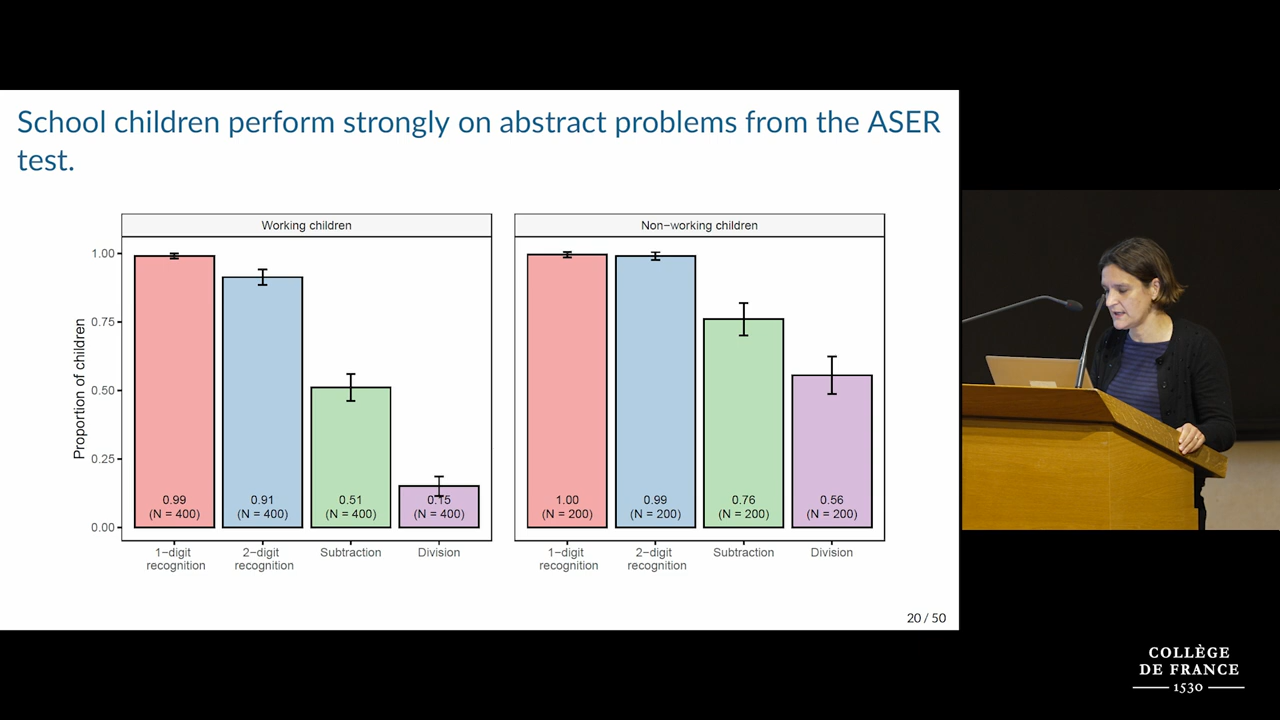 School children perform strongly on abstract problems from the ASER
test.
Working children
Non−working children
Proportion of children
1.00
0.75
0.50
0.25
0.00
0.99
(N = 400)
0.91
(N = 400)
0.51
(N = 400)
0.15
(N = 400)
1.00
(N = 200)
0.99
(N = 200)
0.76
(N = 200)
0.56
(N = 200)
1−digit
recognition
2−digit
recognition
Subtraction
Division
1−digit
recognition
2−digit
recognition
Subtraction
Division
20 / 50
COLLÈGE
DE FRANCE
1530